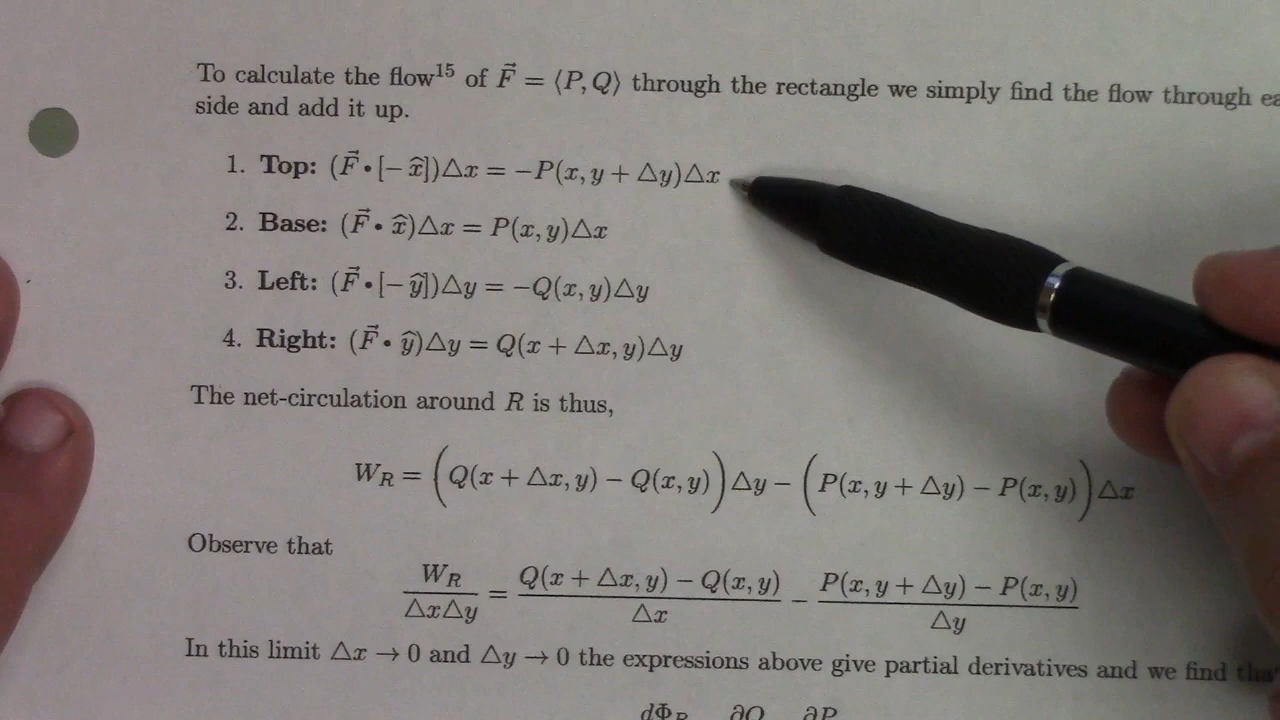 To calculate the flow¹⁵ of F⃗ = ⟨P, Q⟩ through the rectangle we simply find the flow through
side and add it up.
1. Top: (F⃗ • [− x̂])△x = −P(x, y + △y)△x
2. Base: (F⃗ • x̂)△x = P(x, y)△x
3. Left: (F⃗ • [− ŷ])△y = −Q(x, y)△y
4. Right: (F⃗ • ŷ)△y = Q(x + △x, y)△y
The net-circulation around R is thus,
W_R = (Q(x + △x, y) − Q(x, y))△y − (P(x, y + △y) − P(x, y))△x
Observe that
W_R/(△x△y) = (Q(x + △x, y) − Q(x, y))/△x − (P(x, y + △y) − P(x, y))/△y
In this limit △x → 0 and △y → 0 the expressions above give partial derivatives and we find
dΦ_R ∂Q ∂P